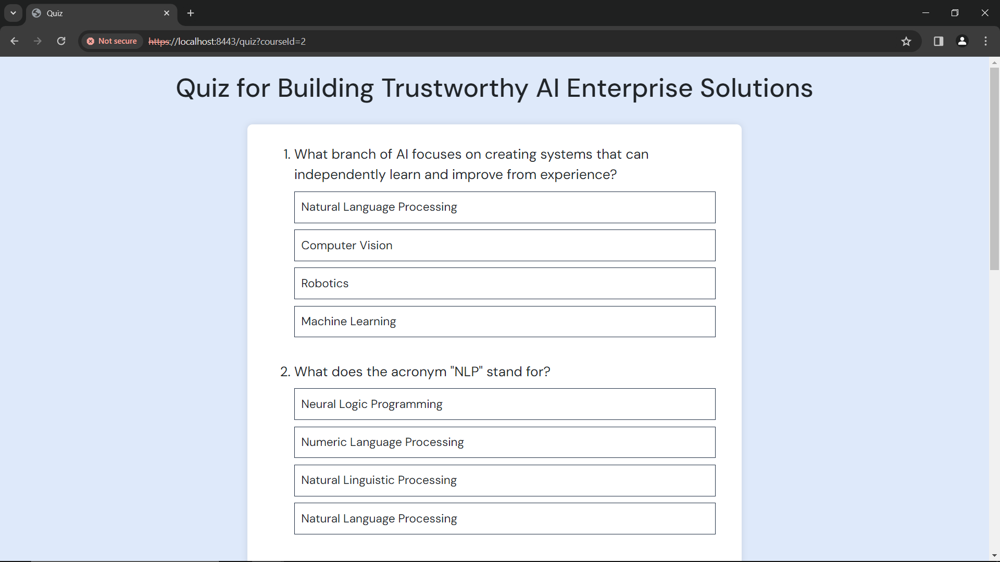 Quiz
Not secure
https://localhost:8443/quiz?courseId=2
Quiz for Building Trustworthy AI Enterprise Solutions
1. What branch of AI focuses on creating systems that can
independently learn and improve from experience?
Natural Language Processing
Computer Vision
Robotics
Machine Learning
2. What does the acronym "NLP" stand for?
Neural Logic Programming
Numeric Language Processing
Natural Linguistic Processing
Natural Language Processing